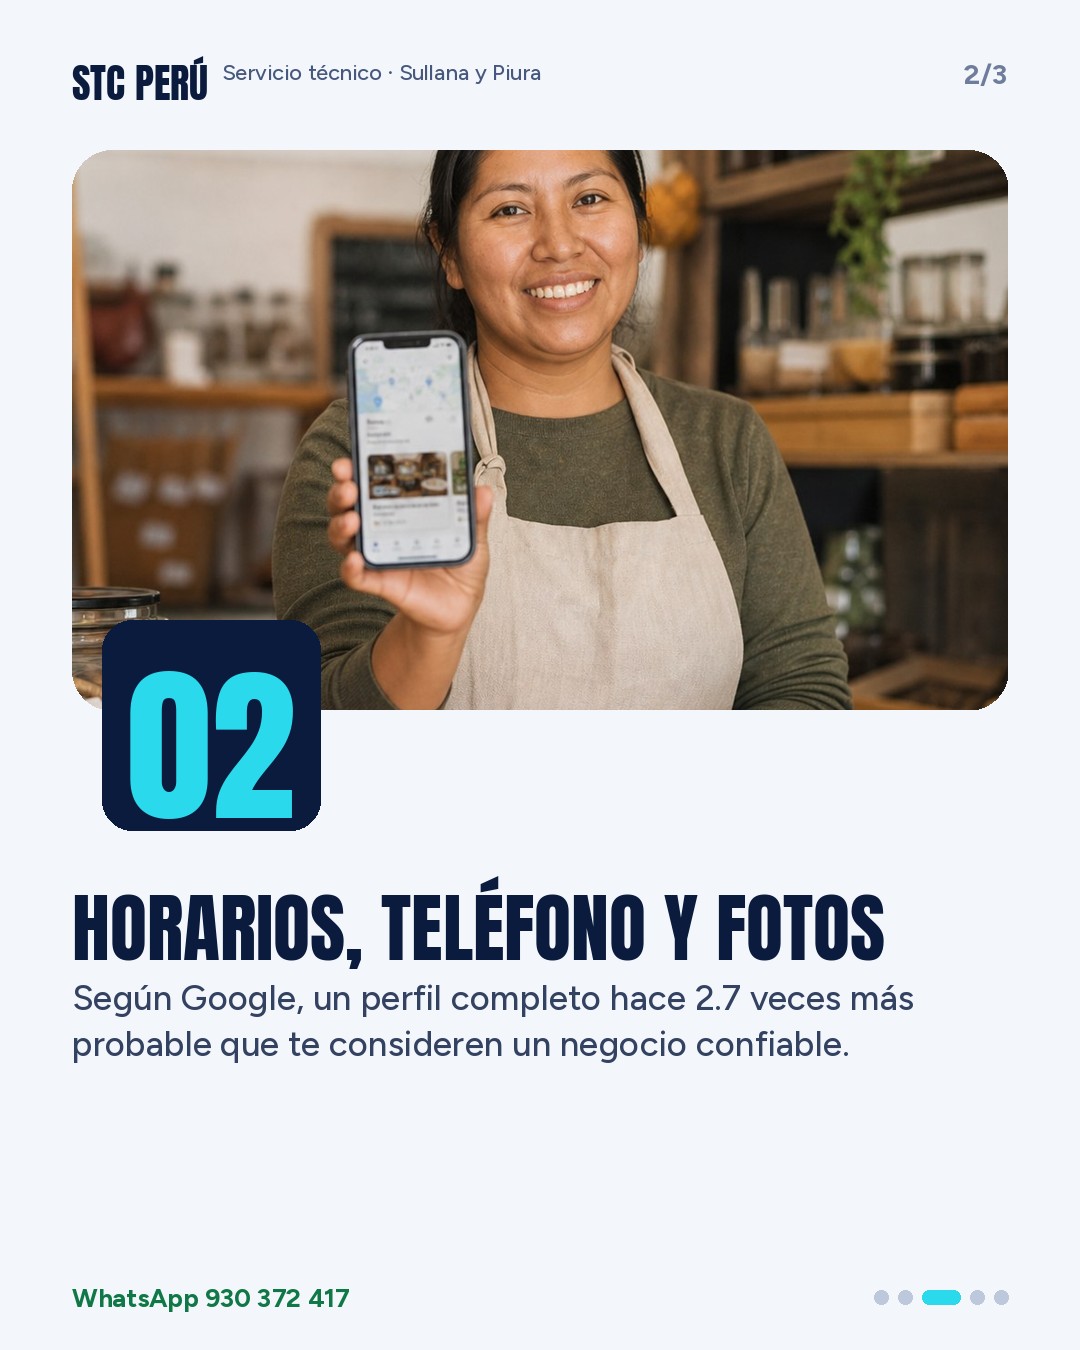 STC PERÚ Servicio técnico · Sullana y Piura
2/3
02
HORARIOS, TELÉFONO Y FOTOS
Según Google, un perfil completo hace 2.7 veces más
probable que te consideren un negocio confiable.
WhatsApp 930 372 417